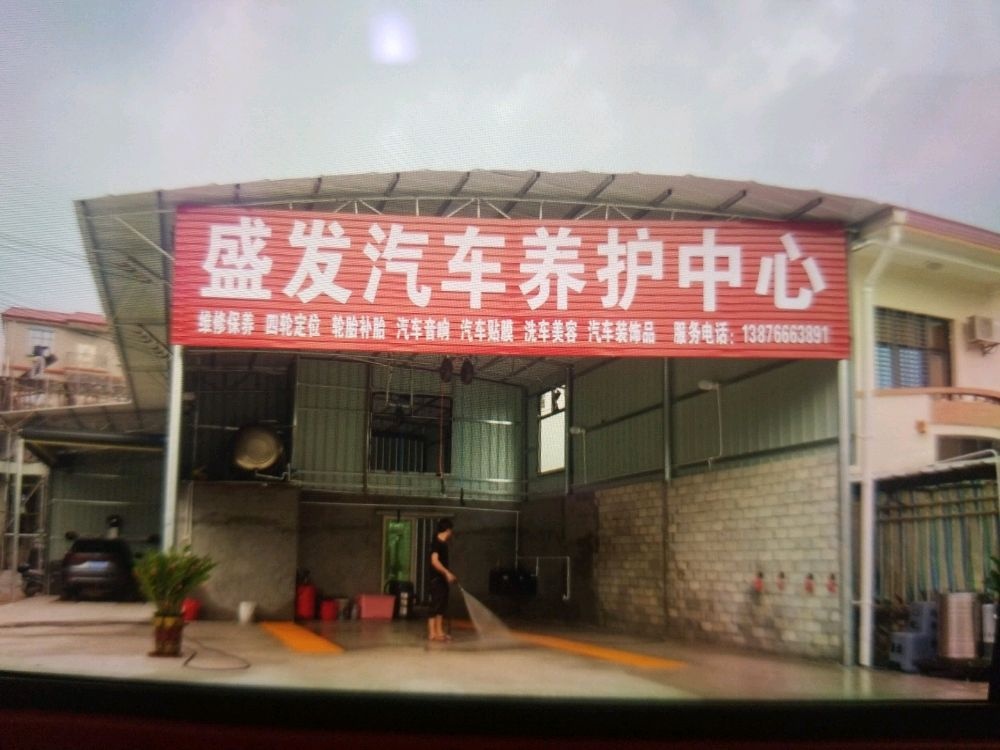 盛发汽车养护中心
维修保养 四轮定位 轮胎补胎 汽车音响 汽车贴膜 洗车美容 汽车装饰品 服务电话：13876663891